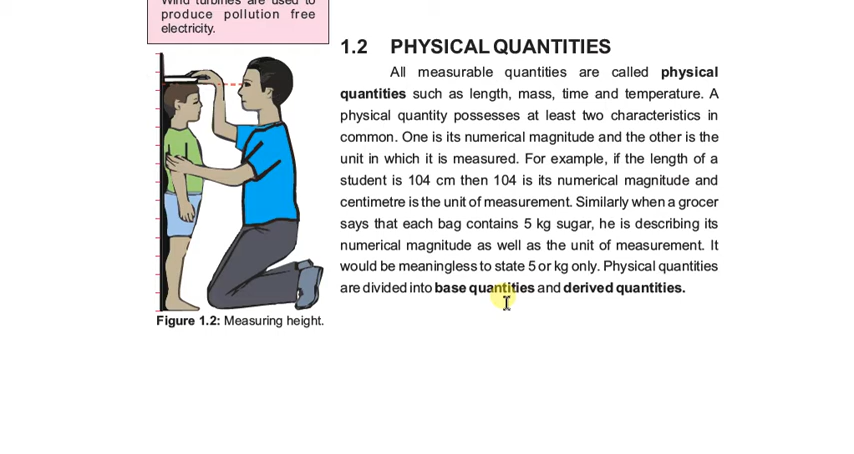 Wind turbines are used to
produce pollution free
electricity.
1.2 PHYSICAL QUANTITIES
All measurable quantities are called physical
quantities such as length, mass, time and temperature. A
physical quantity possesses at least two characteristics in
common. One is its numerical magnitude and the other is the
unit in which it is measured. For example, if the length of a
student is 104 cm then 104 is its numerical magnitude and
centimetre is the unit of measurement. Similarly when a grocer
says that each bag contains 5 kg sugar, he is describing its
numerical magnitude as well as the unit of measurement. It
would be meaningless to state 5 or kg only. Physical quantities
are divided into base quantities and derived quantities.
Figure 1.2: Measuring height.